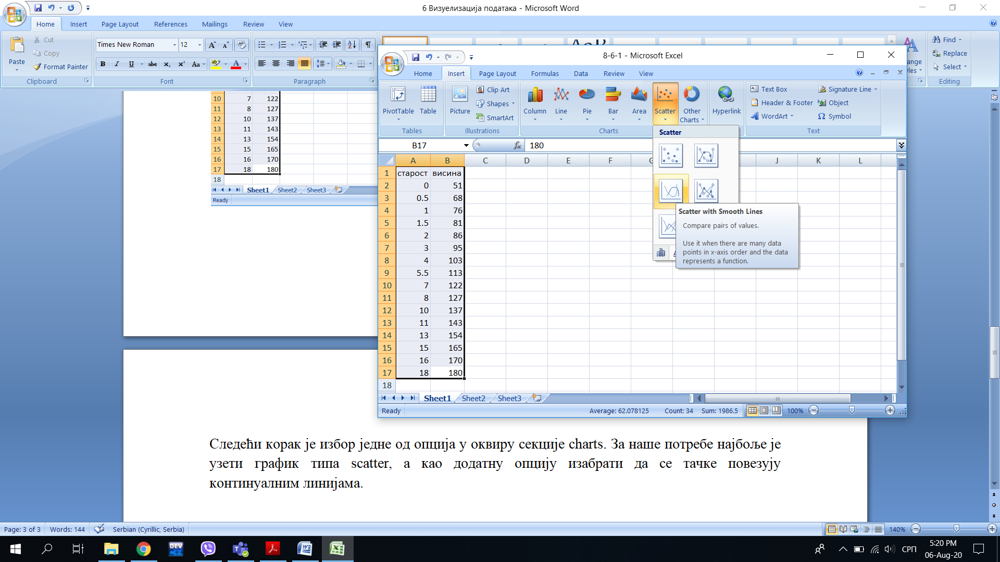 6 Визуелизација података - Microsoft Word
Home Insert Page Layout References Mailings Review View
Paste
Cut
Copy
Format Painter
Clipboard
Times New Roman 12
Font
Paragraph
Find
Replace
Select
Editing
10 7 122
11 8 127
12 10 137
13 11 143
14 13 154
15 15 165
16 16 170
17 18 180
18
Sheet1 Sheet2 Sheet3
Ready
8-6-1 - Microsoft Excel
Home Insert Page Layout Formulas Data Review View
PivotTable Table
Tables
Picture
Clip Art
Shapes
SmartArt
Illustrations
Column Line Pie Bar Area Scatter Other Charts
Charts
Hyperlink
Text Box
Header & Footer
WordArt
Signature Line
Object
Symbol
Text
B17 fx 180
A B C D E F G J K L
1 старост висина
2 0 51
3 0.5 68
4 1 76
5 1.5 81
6 2 86
7 3 95
8 4 103
9 5.5 113
10 7 122
11 8 127
12 10 137
13 11 143
14 13 154
15 15 165
16 16 170
17 18 180
18
Scatter
Scatter with Smooth Lines
Compare pairs of values.
Use it when there are many data
points in x-axis order and the data
represents a function.
Sheet1 Sheet2 Sheet3
Ready Average: 62.078125 Count: 34 Sum: 1986.5 100%
Следећи корак је избор једне од опција у оквиру секције charts. За наше потребе најбоље је
узети график типа scatter, а као додатну опцију изабрати да се тачке повезују
континуалним линијама.
Page: 3 of 3 Words: 144 Serbian (Cyrillic, Serbia) 140%
DEV
СРП
5:20 PM
06-Aug-20